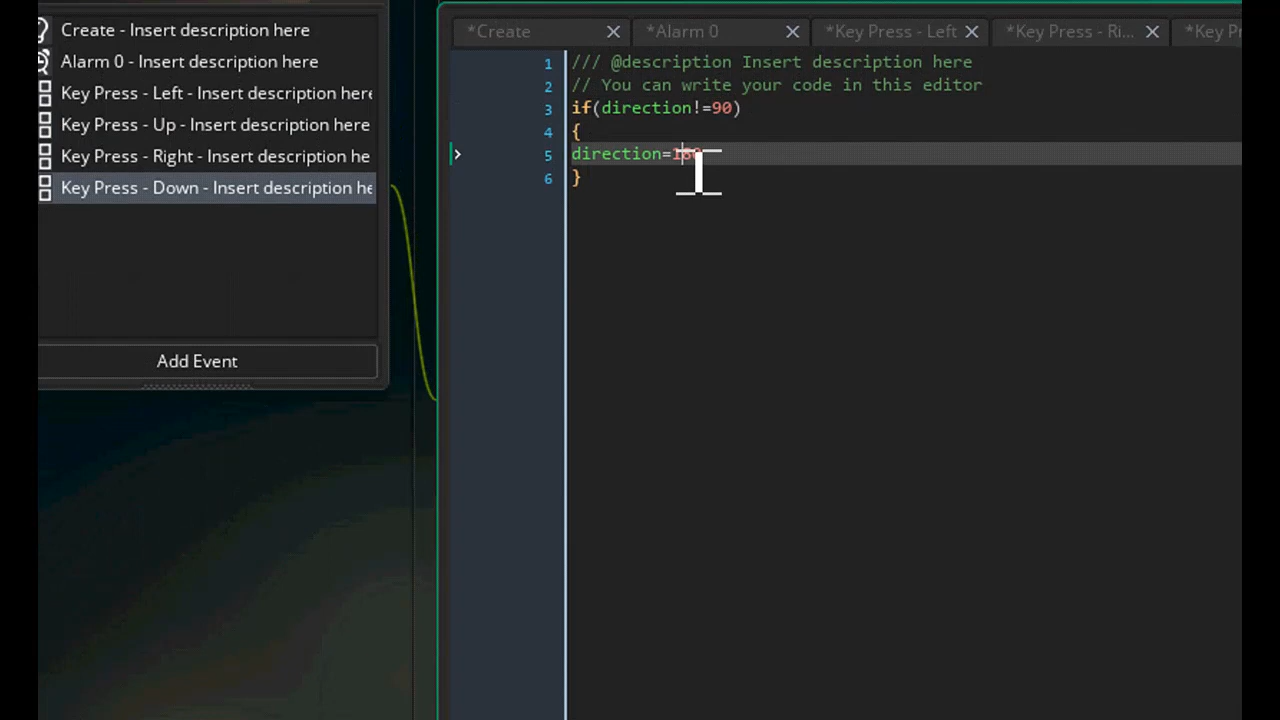 Create - Insert description here
Alarm 0 - Insert description here
Key Press - Left - Insert description here
Key Press - Up - Insert description here
Key Press - Right - Insert description he
Key Press - Down - Insert description he
Add Event
*Create
*Alarm 0
*Key Press - Left
*Key Press - Ri...
*Key Pr
1 /// @description Insert description here
2 // You can write your code in this editor
3 if(direction!=90)
4 {
5 direction=180
6 }